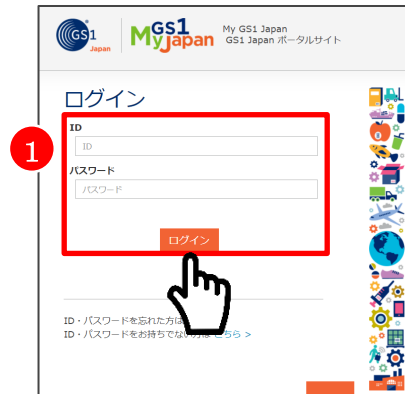 GS1
Japan
MyGS1
japan
My GS1 Japan
GS1 Japan ポータルサイト
ログイン
1
ID
ID
パスワード
パスワード
ログイン
ID・パスワードを忘れた方は
ID・パスワードをお持ちでない方は こちら >